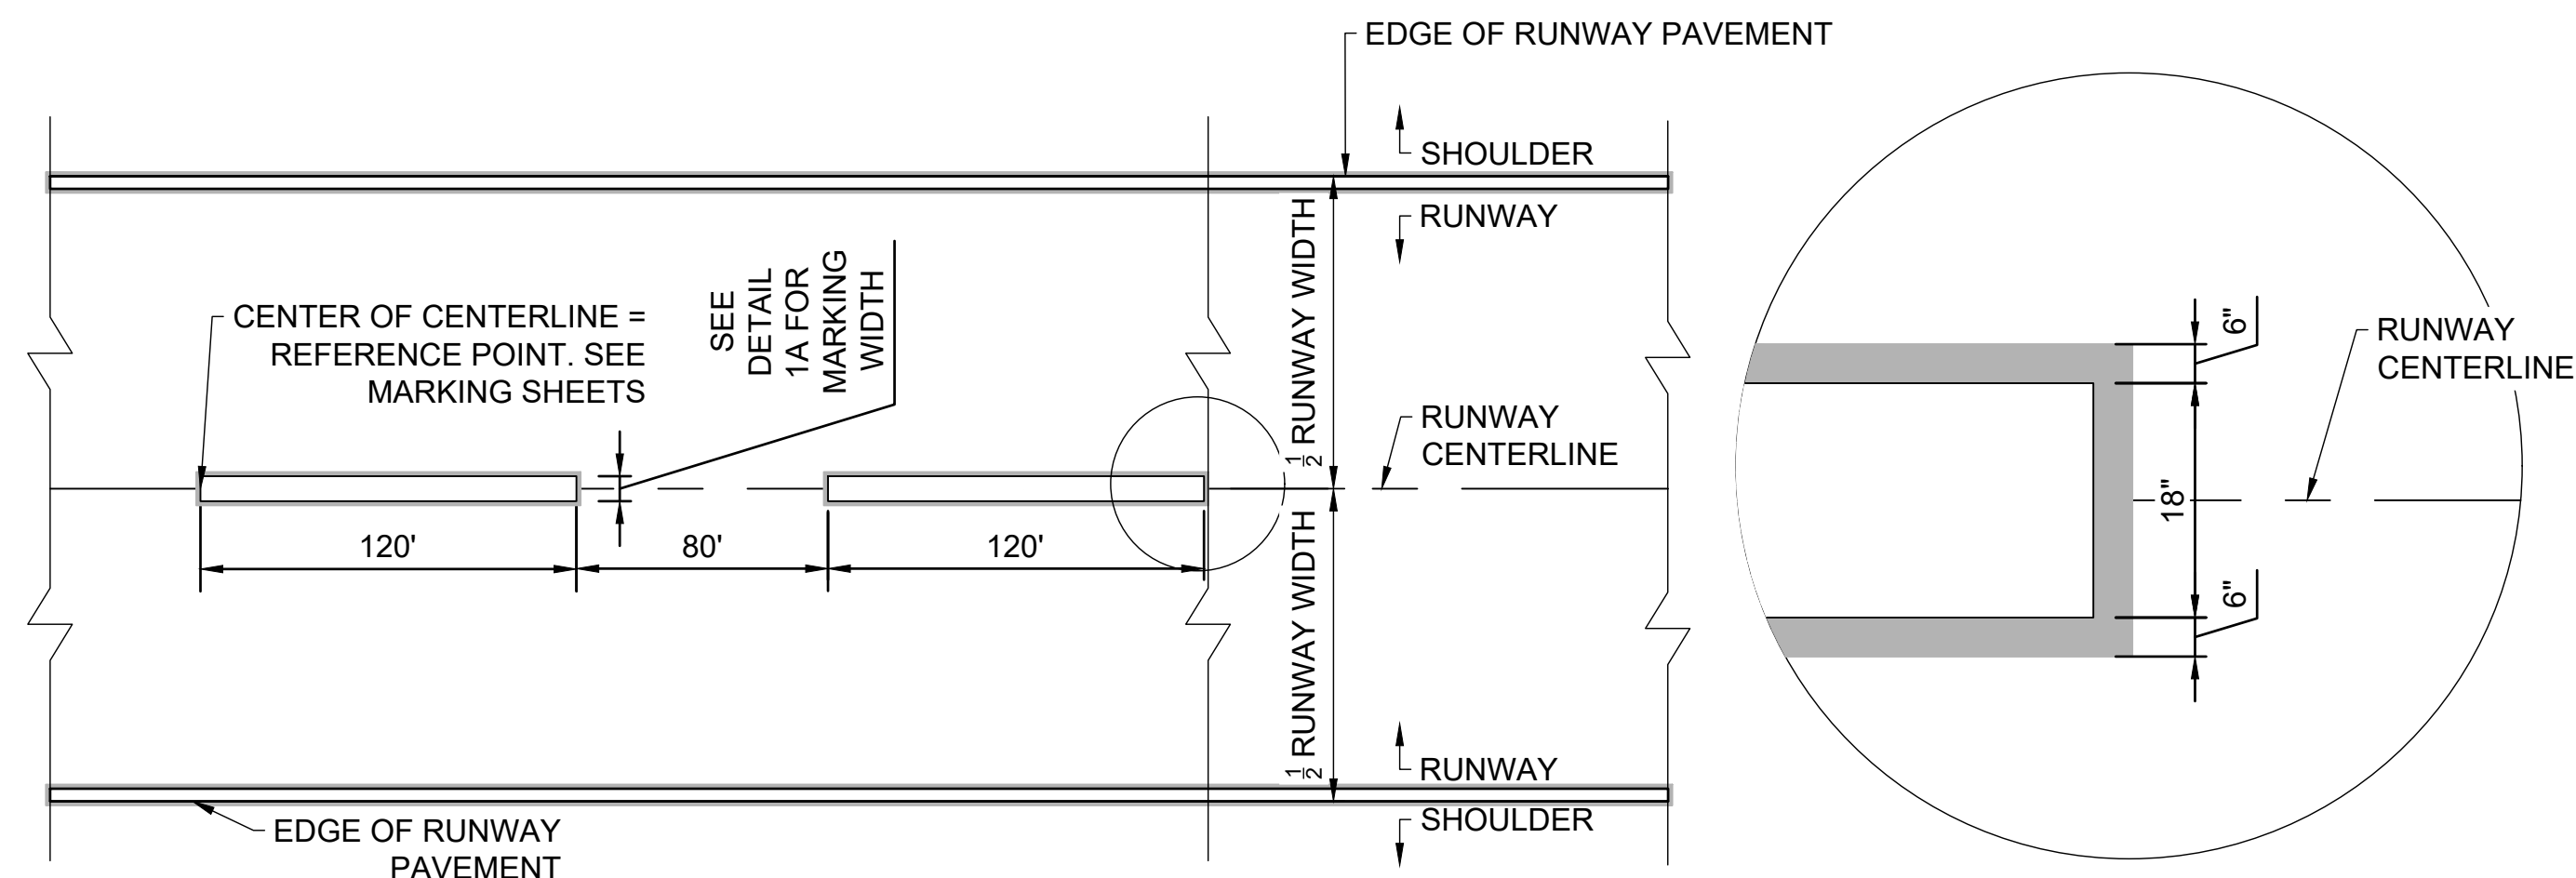 EDGE OF RUNWAY PAVEMENT
SHOULDER
RUNWAY
CENTER OF CENTERLINE =
REFERENCE POINT. SEE
MARKING SHEETS
SEE
DETAIL
1A FOR
MARKING
WIDTH
1/2 RUNWAY WIDTH
RUNWAY
CENTERLINE
120'
80'
120'
1/2 RUNWAY WIDTH
RUNWAY
SHOULDER
EDGE OF RUNWAY
PAVEMENT
6"
18"
6"
RUNWAY
CENTERLINE